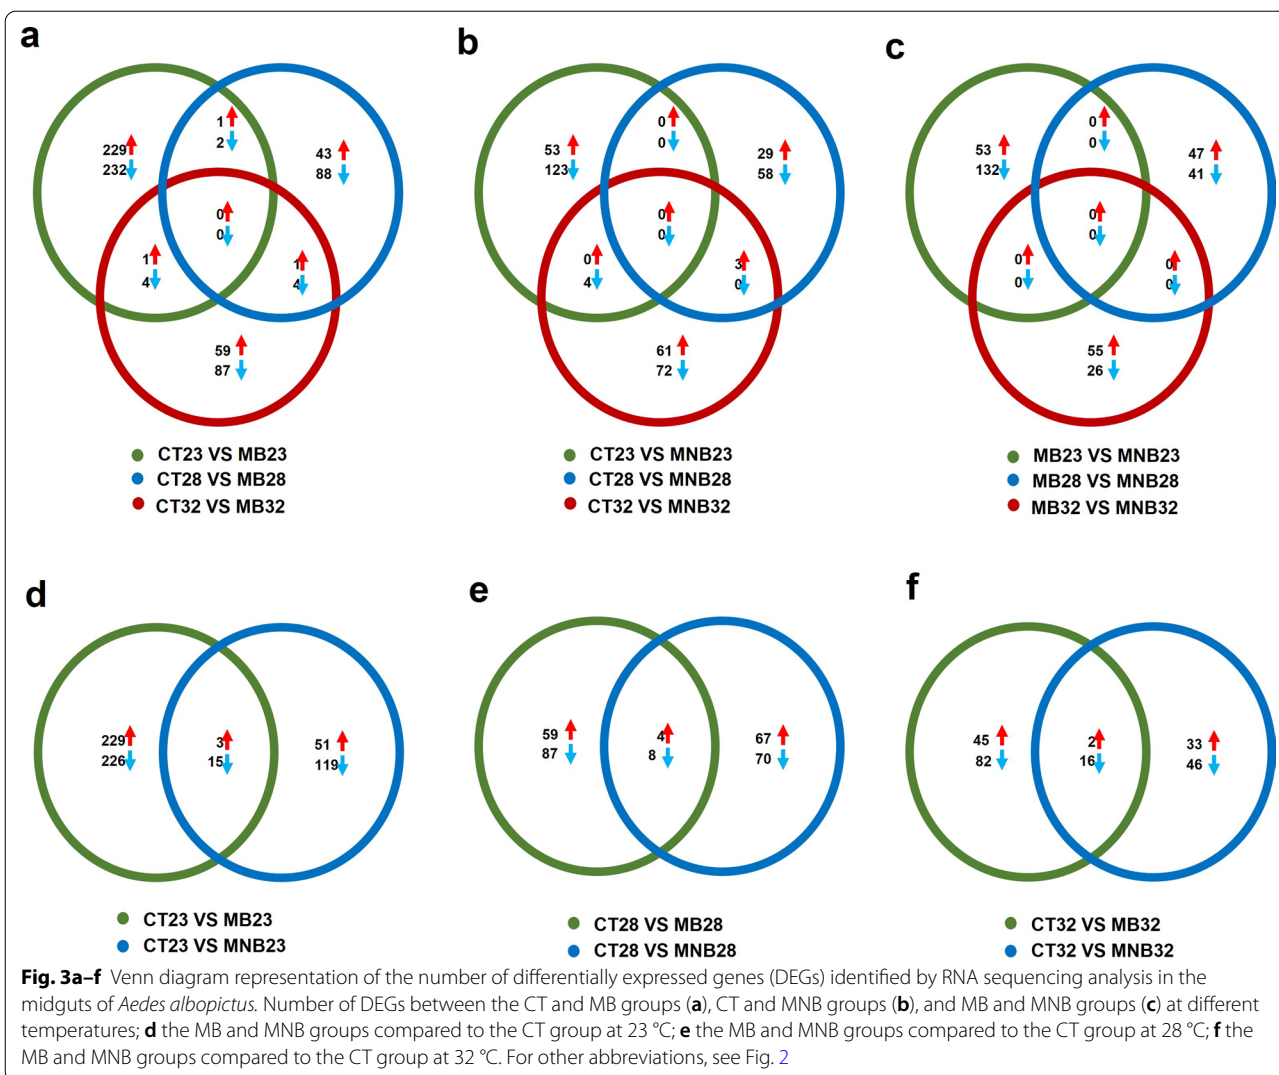 a
b
c
1
2
229
232
43
88
0
0
1
4
1
4
59
87
0
0
53
123
29
58
0
0
0
4
3
0
61
72
0
0
53
132
47
41
0
0
0
0
0
0
55
26
CT23 VS MB23
CT28 VS MB28
CT32 VS MB32
CT23 VS MNB23
CT28 VS MNB28
CT32 VS MNB32
MB23 VS MNB23
MB28 VS MNB28
MB32 VS MNB32
d
e
f
229
226
3
15
51
119
59
87
4
8
67
70
45
82
2
16
33
46
CT23 VS MB23
CT23 VS MNB23
CT28 VS MB28
CT28 VS MNB28
CT32 VS MB32
CT32 VS MNB32
Fig. 3a–f Venn diagram representation of the number of differentially expressed genes (DEGs) identified by RNA sequencing analysis in the
midguts of Aedes albopictus. Number of DEGs between the CT and MB groups (a), CT and MNB groups (b), and MB and MNB groups (c) at different
temperatures; d the MB and MNB groups compared to the CT group at 23 °C; e the MB and MNB groups compared to the CT group at 28 °C; f the
MB and MNB groups compared to the CT group at 32 °C. For other abbreviations, see Fig. 2